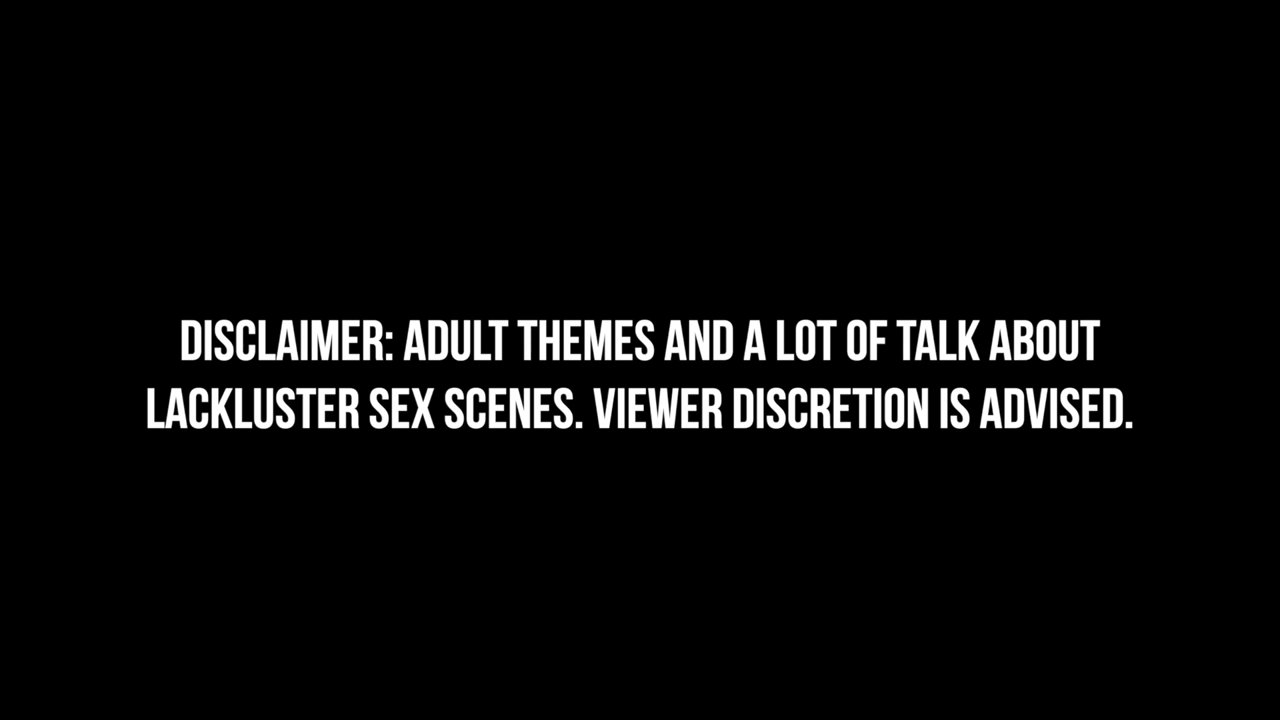 DISCLAIMER: ADULT THEMES AND A LOT OF TALK ABOUT
LACKLUSTER SEX SCENES. VIEWER DISCRETION IS ADVISED.